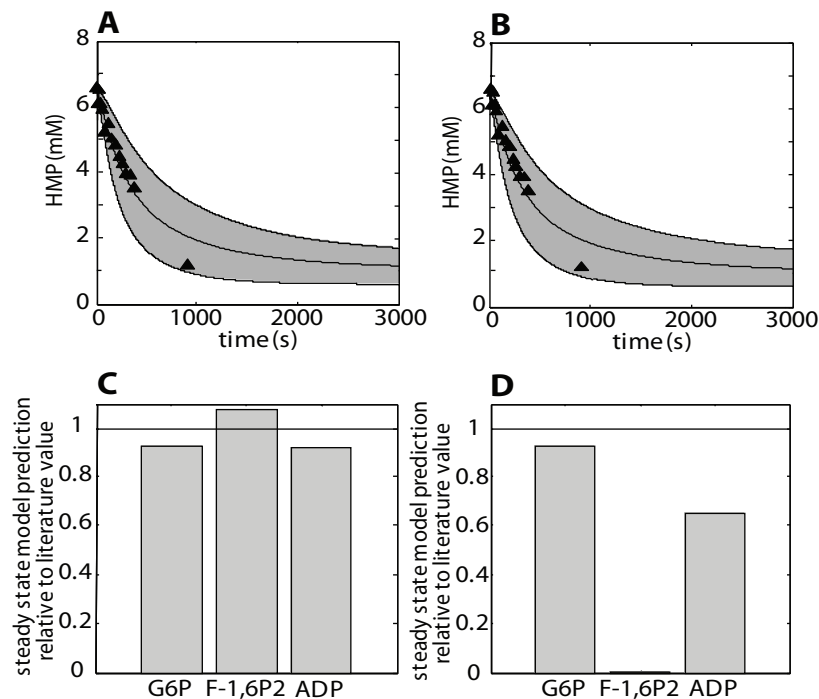 A
B
8
6
4
2
0
HMP (mM)
0
1000
2000
3000
time (s)
8
6
4
2
0
HMP (mM)
0
1000
2000
3000
time (s)
C
D
1
0.8
0.6
0.4
0.2
0
steady state model prediction
relative to literature value
G6P F-1,6P2 ADP
1
0.8
0.6
0.4
0.2
0
steady state model prediction
relative to literature value
G6P F-1,6P2 ADP